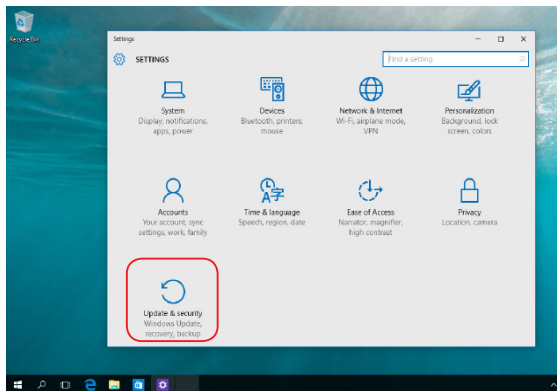 Recycle Bin
Settings
SETTINGS
Find a setting
System
Display, notifications,
apps, power
Devices
Bluetooth, printers,
mouse
Network & Internet
Wi-Fi, airplane mode,
VPN
Personalization
Background, lock
screen, colors
Accounts
Your account, sync
settings, work, family
Time & language
Speech, region, date
Ease of Access
Narrator, magnifier,
high contrast
Privacy
Location, camera
Update & security
Windows Update,
recovery, backup